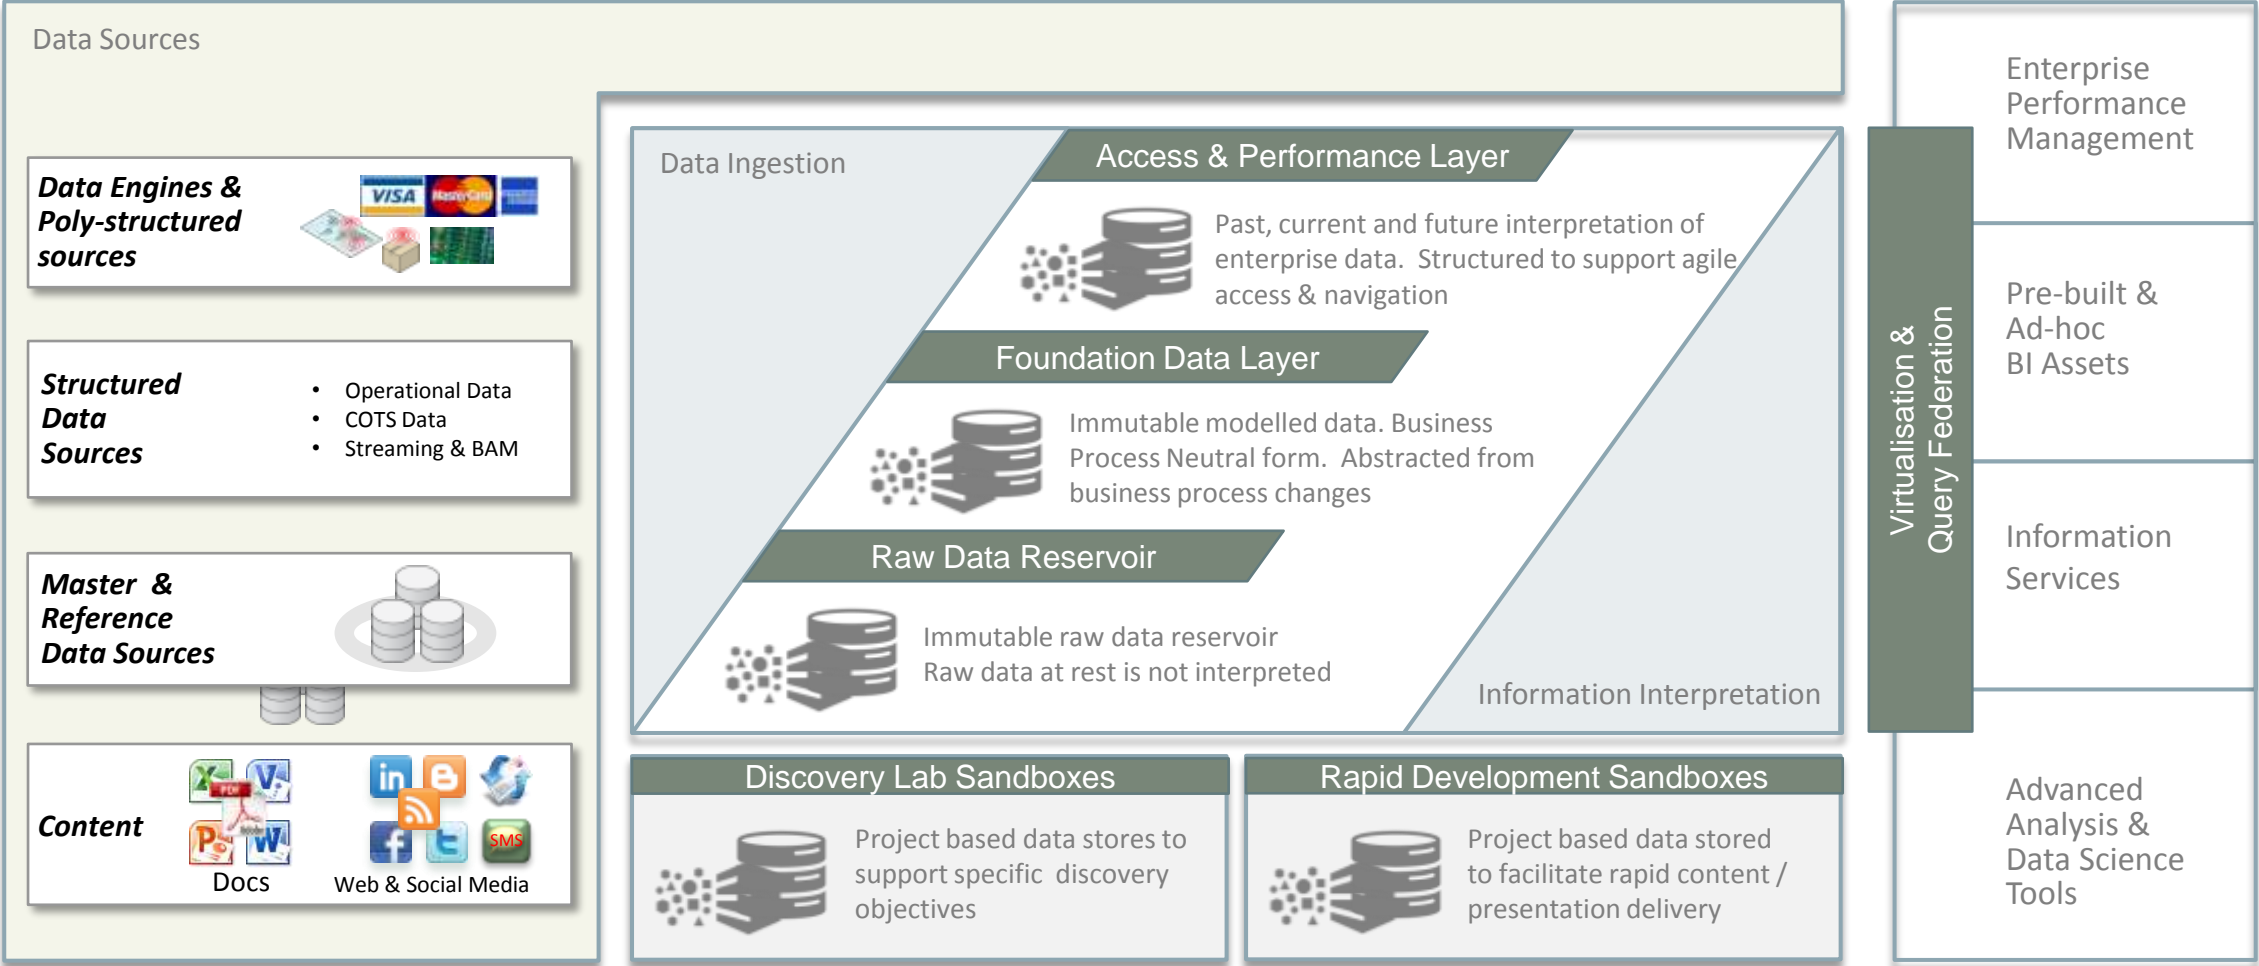 Data Sources
Data Engines &
Poly-structured
sources
VISA
MasterCard
Structured
Data
Sources
• Operational Data
• COTS Data
• Streaming & BAM
Master &
Reference
Data Sources
Content
PDF
Adobe
SMS
Docs
Web & Social Media
Data Ingestion
Access & Performance Layer
Past, current and future interpretation of
enterprise data. Structured to support agile
access & navigation
Foundation Data Layer
Immutable modelled data. Business
Process Neutral form. Abstracted from
business process changes
Raw Data Reservoir
Immutable raw data reservoir
Raw data at rest is not interpreted
Information Interpretation
Discovery Lab Sandboxes
Project based data stores to
support specific discovery
objectives
Rapid Development Sandboxes
Project based data stored
to facilitate rapid content /
presentation delivery
Virtualisation &
Query Federation
Enterprise
Performance
Management
Pre-built &
Ad-hoc
BI Assets
Information
Services
Advanced
Analysis &
Data Science
Tools